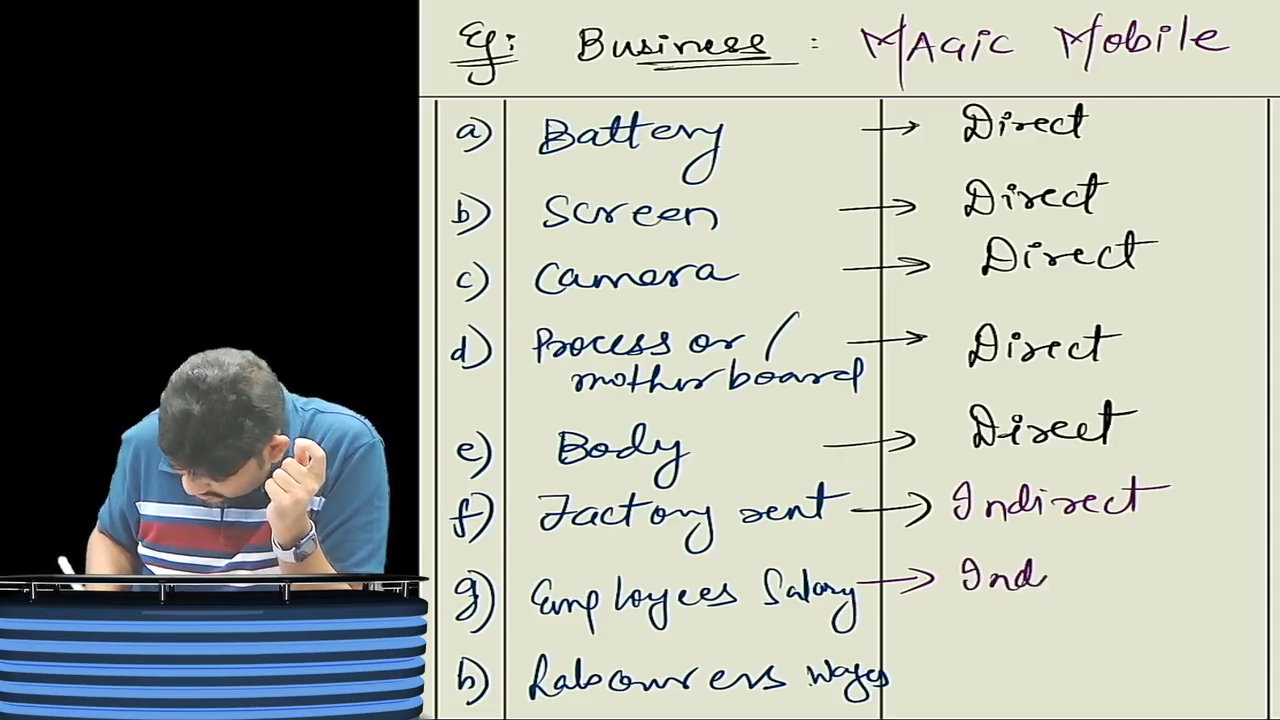 Eg: Business : MAgic Mobile
a) Battery → Direct
b) Screen → Direct
c) Camera → Direct
d) Processor / → Direct
motherboard
e) Body → Direct
f) Factory rent → Indirect
g) Employees Salary → Ind
h) Labouress wages